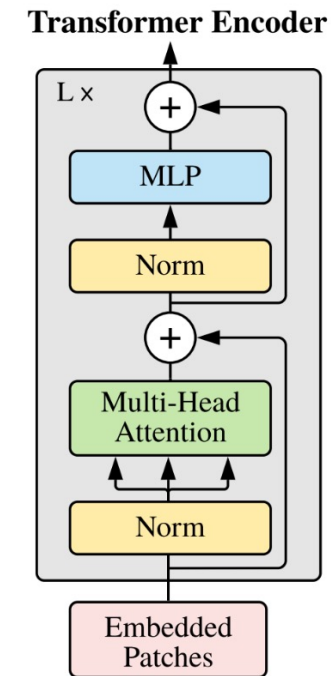 Transformer Encoder
L ×
+
MLP
Norm
+
Multi-Head
Attention
Norm
Embedded
Patches